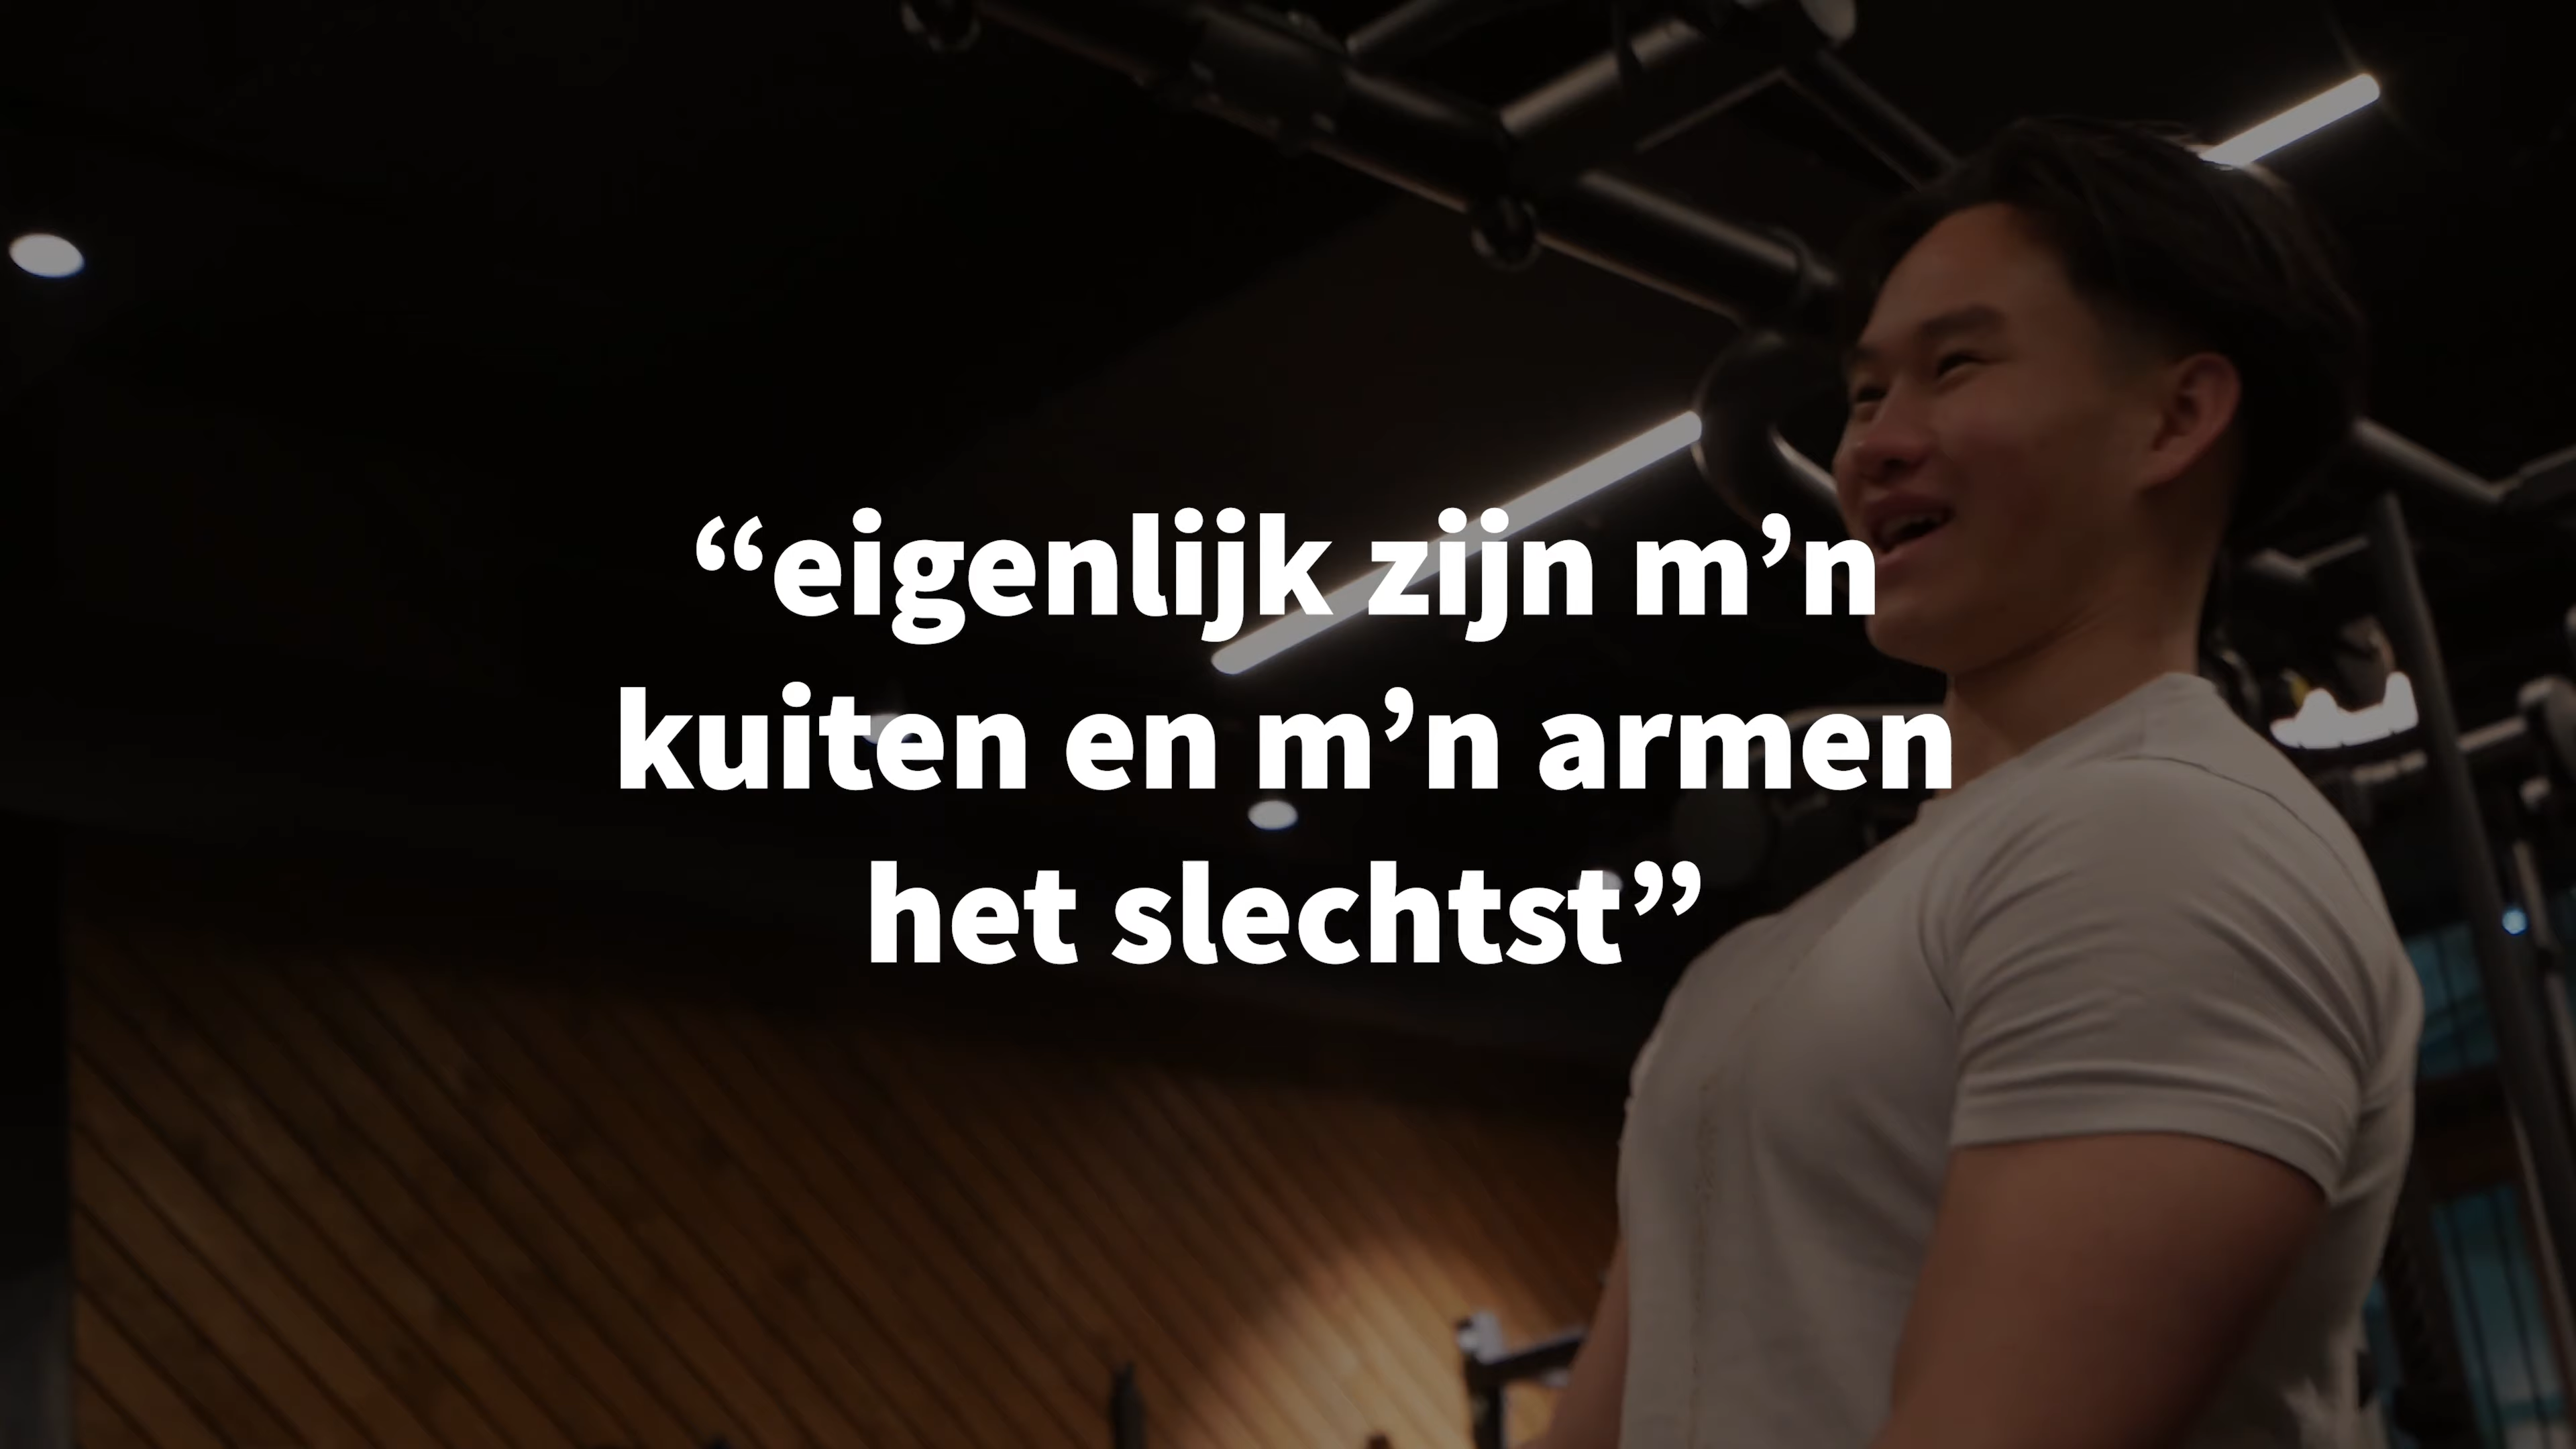 “eigenlijk zijn m’n
kuiten en m’n armen
het slechtst”